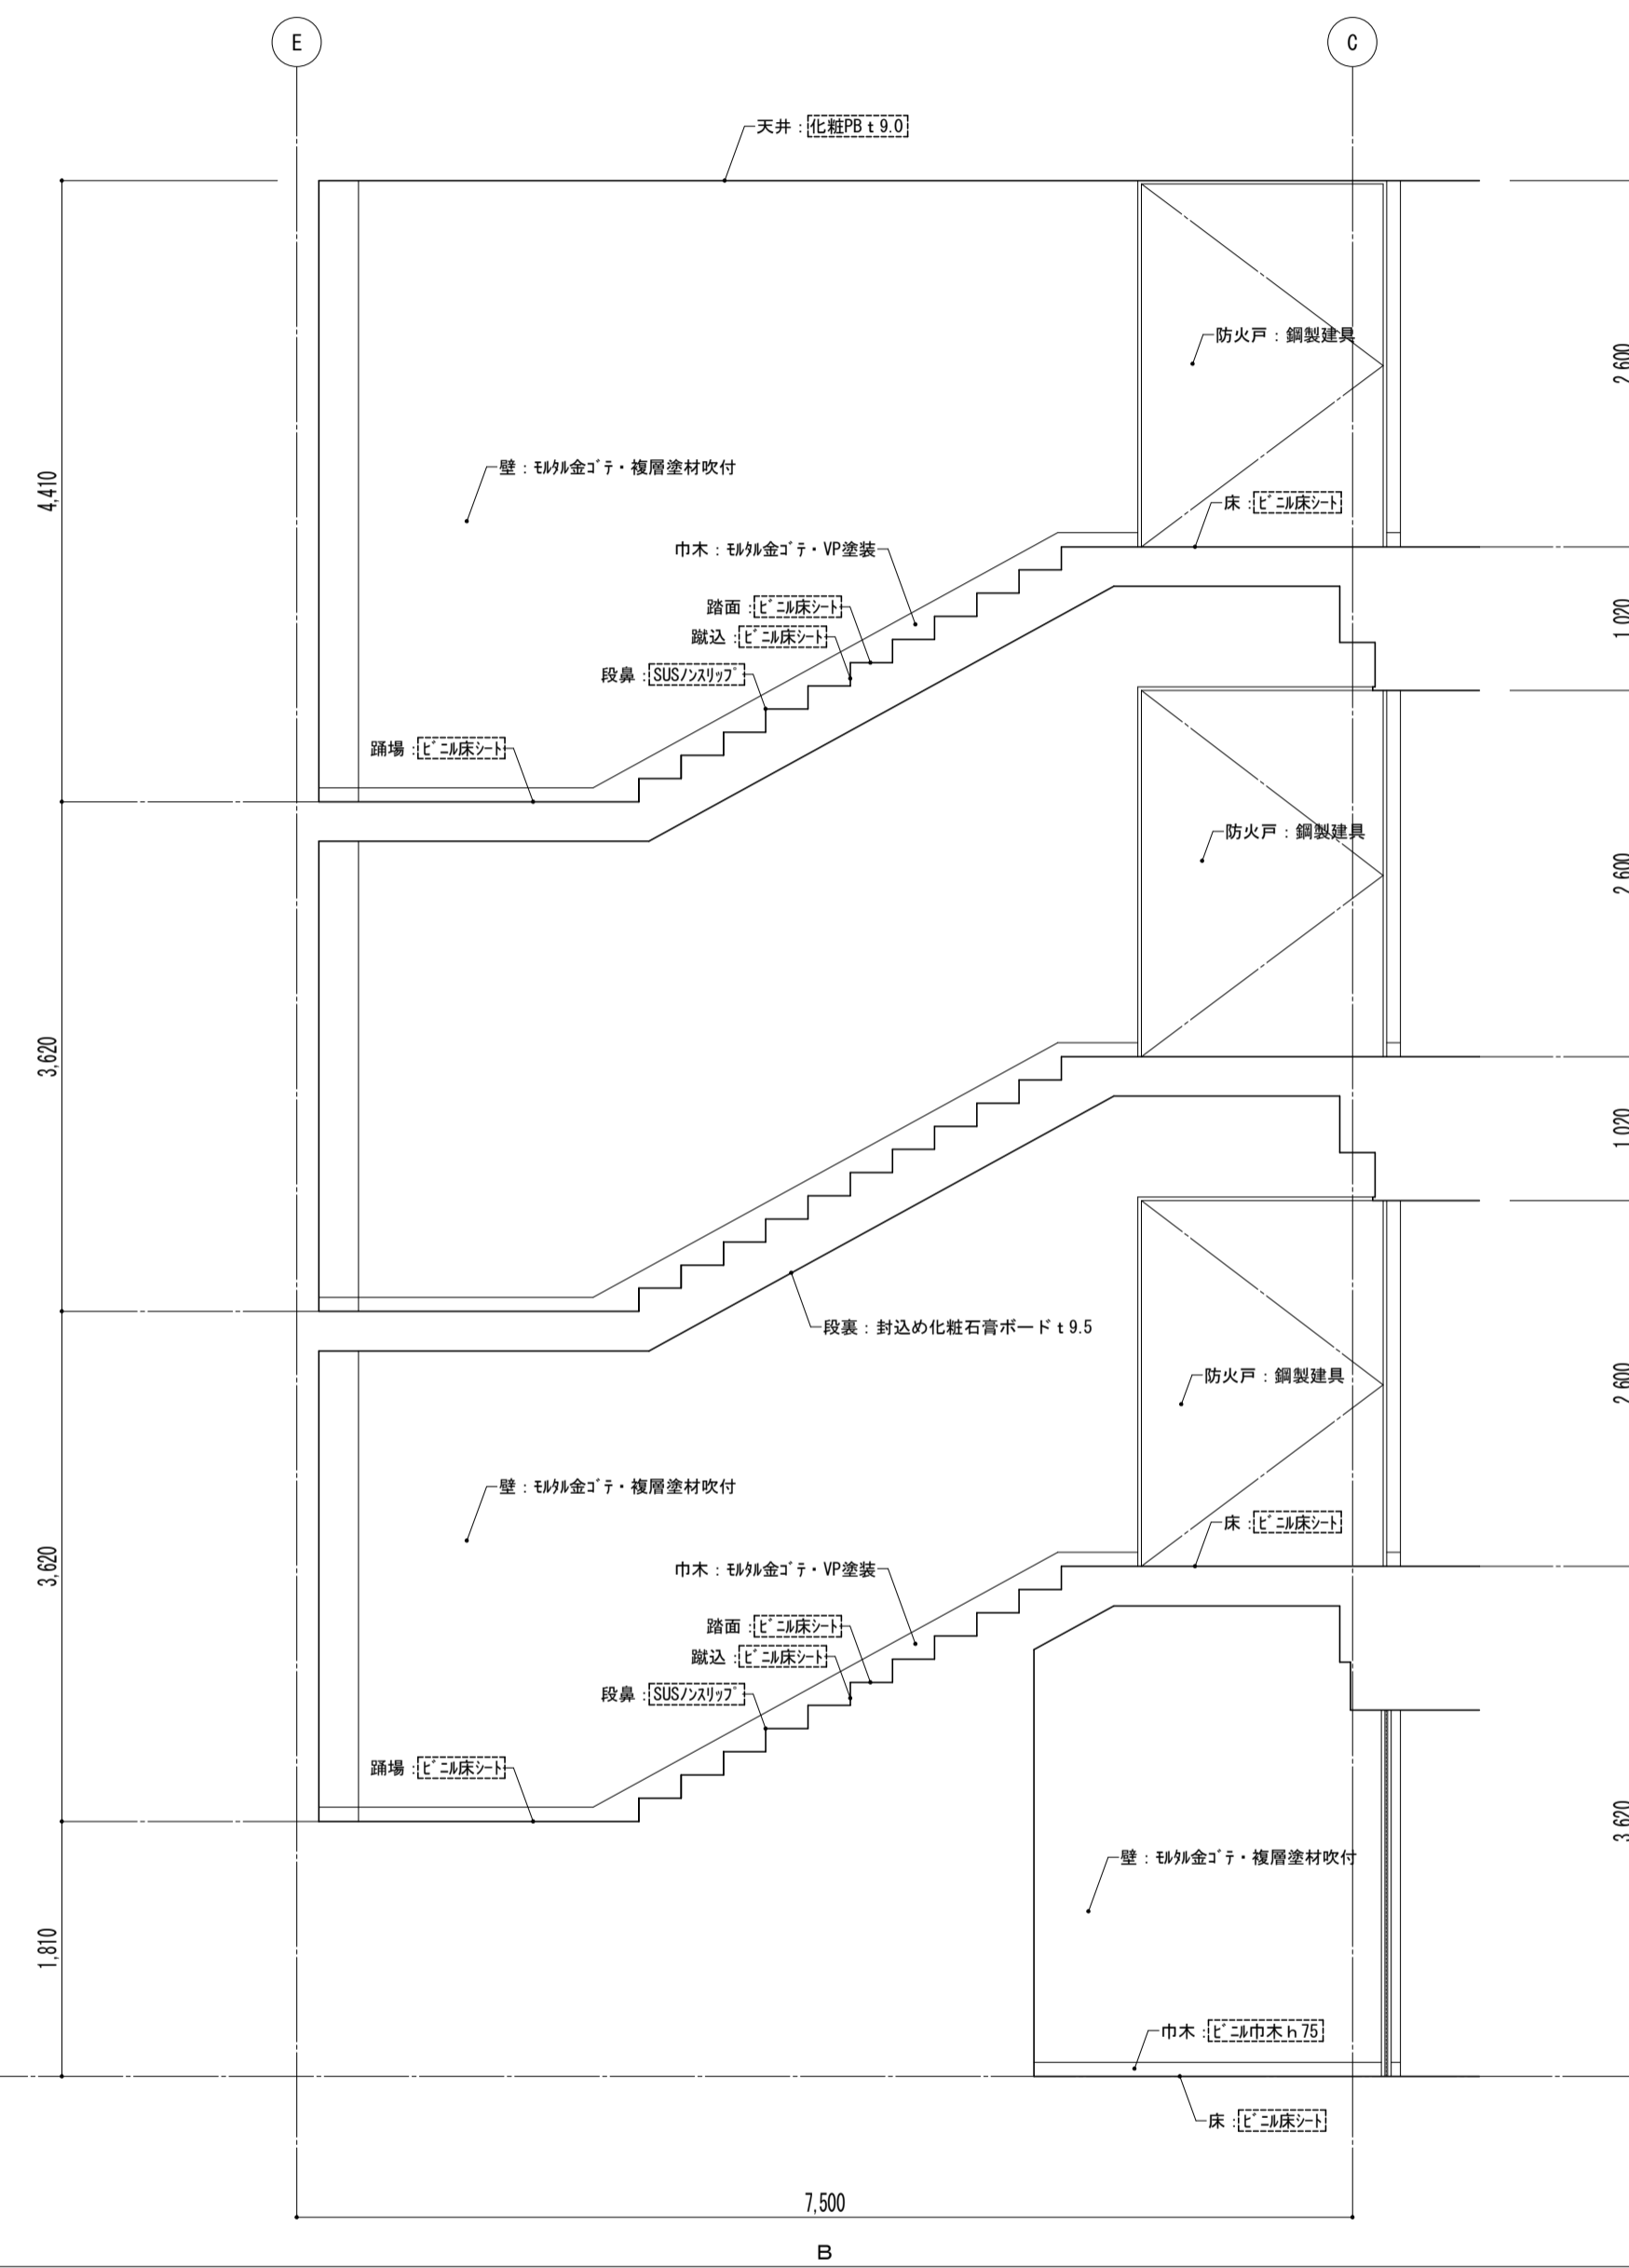 E
C
天井：化粧PB t 9.0
防火戸：鋼製建具
2,600
壁：ﾓﾙﾀﾙ金ｺﾞﾃ・複層塗材吹付
4,410
床：ﾋﾞﾆﾙ床ｼｰﾄ
巾木：ﾓﾙﾀﾙ金ｺﾞﾃ・VP塗装
踏面：ﾋﾞﾆﾙ床ｼｰﾄ
1,020
蹴込：ﾋﾞﾆﾙ床ｼｰﾄ
段鼻：SUSﾉﾝｽﾘｯﾌﾟ
踊場：ﾋﾞﾆﾙ床ｼｰﾄ
防火戸：鋼製建具
2,600
3,620
1,020
段裏：封込め化粧石膏ボード t 9.5
防火戸：鋼製建具
2,600
壁：ﾓﾙﾀﾙ金ｺﾞﾃ・複層塗材吹付
床：ﾋﾞﾆﾙ床ｼｰﾄ
3,620
巾木：ﾓﾙﾀﾙ金ｺﾞﾃ・VP塗装
踏面：ﾋﾞﾆﾙ床ｼｰﾄ
蹴込：ﾋﾞﾆﾙ床ｼｰﾄ
段鼻：SUSﾉﾝｽﾘｯﾌﾟ
踊場：ﾋﾞﾆﾙ床ｼｰﾄ
3,620
壁：ﾓﾙﾀﾙ金ｺﾞﾃ・複層塗材吹付
1,810
巾木：ﾋﾞﾆﾙ巾木 h 75
床：ﾋﾞﾆﾙ床ｼｰﾄ
7,500
B